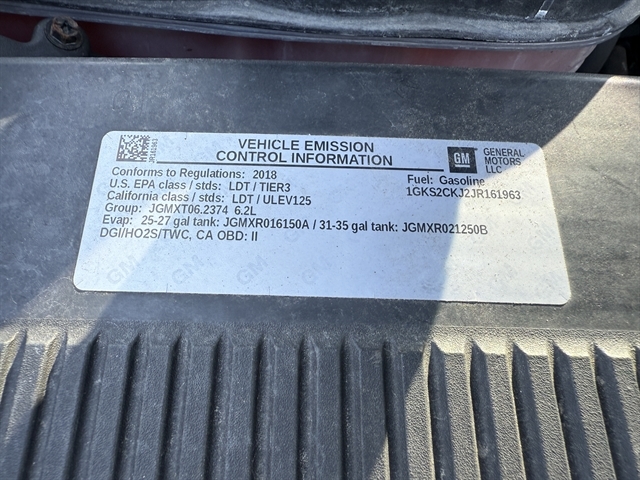 JR161963
VEHICLE EMISSION
CONTROL INFORMATION
GM
GENERAL
MOTORS
LLC
Conforms to Regulations: 2018
Fuel: Gasoline
U.S. EPA class / stds: LDT / TIER3
1GKS2CKJ2JR161963
California class / stds: LDT / ULEV125
Group: JGMXT06.2374 6.2L
Evap: 25-27 gal tank: JGMXR016150A / 31-35 gal tank: JGMXR021250B
DGI/HO2S/TWC, CA OBD: II